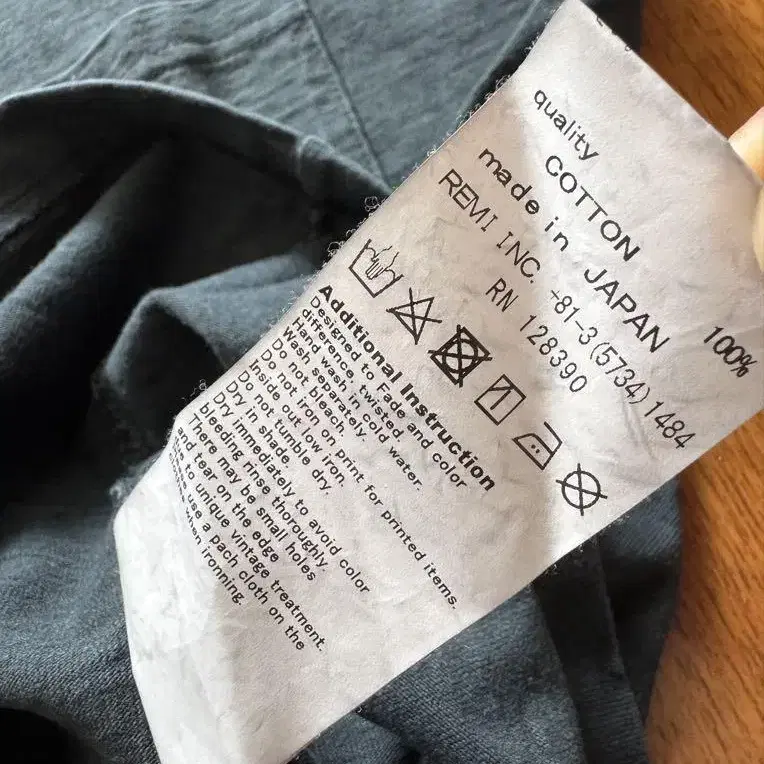 quality
COTTON 100%
made in JAPAN
REMI INC. +81-3(5734)1484
RN 128390
Additional Instruction
Designed to Fade and color
difference, twisted.
Hand wash in cold water.
Wash separately.
Do not bleach.
Do not iron on print for printed items.
Inside out low iron.
Do not tumble dry.
Dry in shade
Dry immediately to avoid color
bleeding rise thoroughly.
There may be small holes
and tear on the edge
due to unique vintage treatment.
use a pach cloth on the
when ironning.